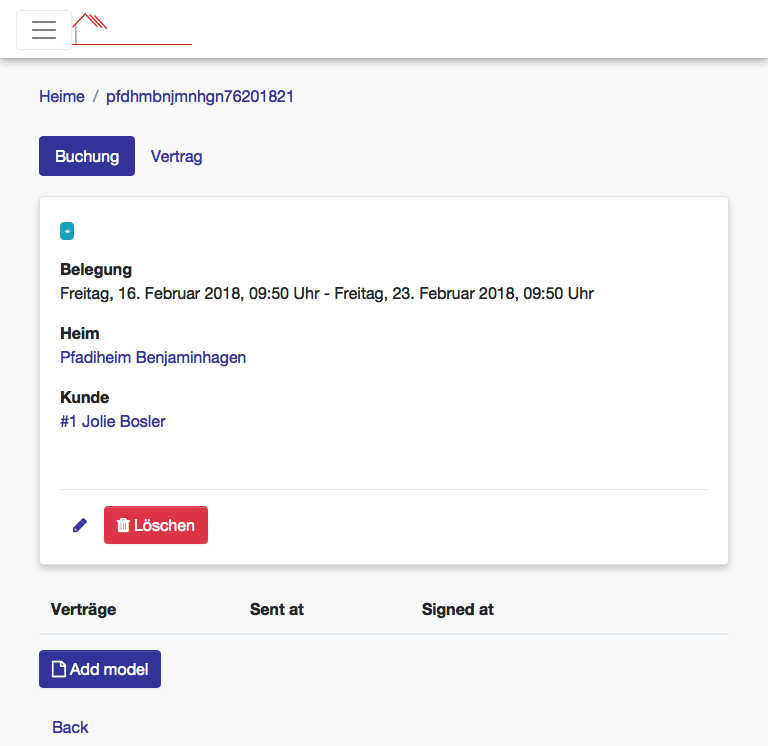 Heime / pfdhmbnjmnhgn76201821
Buchung Vertrag
-
Belegung
Freitag, 16. Februar 2018, 09:50 Uhr - Freitag, 23. Februar 2018, 09:50 Uhr
Heim
Pfadiheim Benjaminhagen
Kunde
#1 Jolie Bosler
Löschen
Verträge Sent at Signed at
Add model
Back